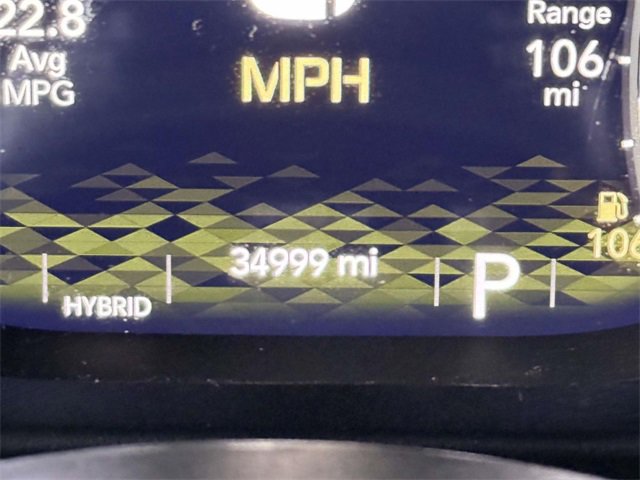 22.8
Avg
MPG
MPH
Range
106
mi
106
34999 mi
HYBRID
P